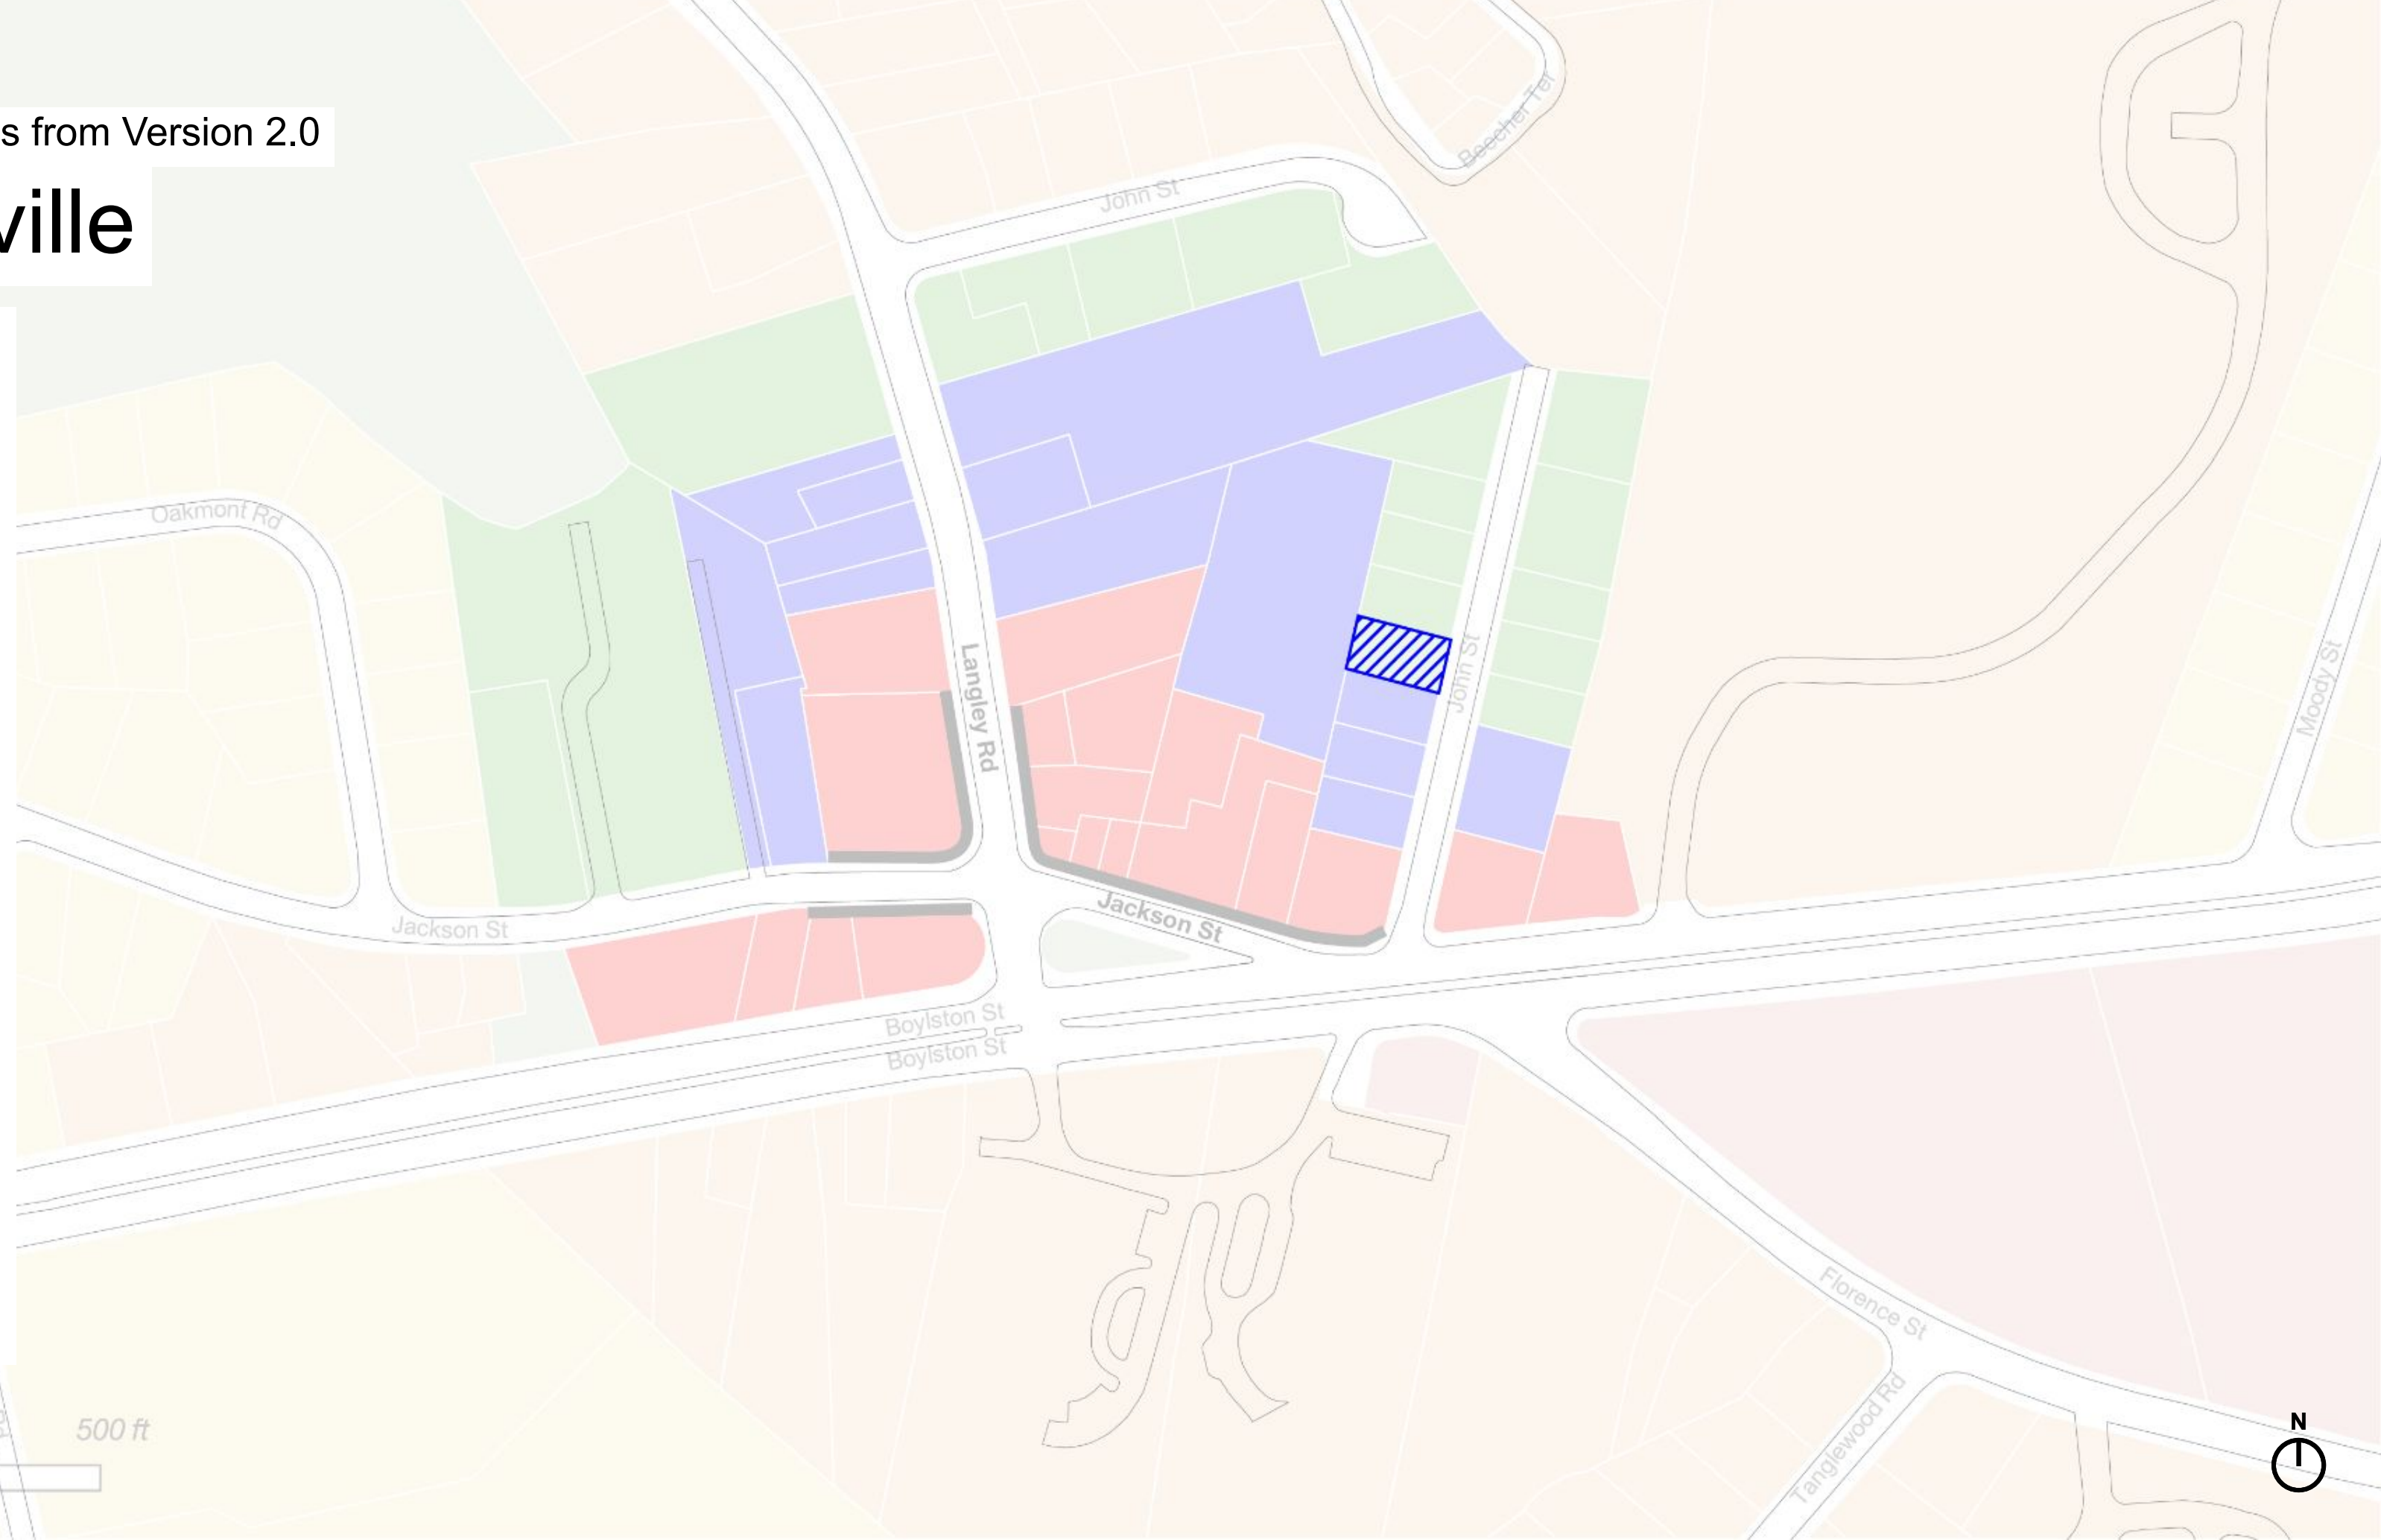 s from Version 2.0
ville
Beecher Ter
John St
Oakmont Rd
Langley Rd
John St
Moody St
Jackson St
Jackson St
Boylston St
Boylston St
Florence St
Tanglewood Rd
500 ft
N